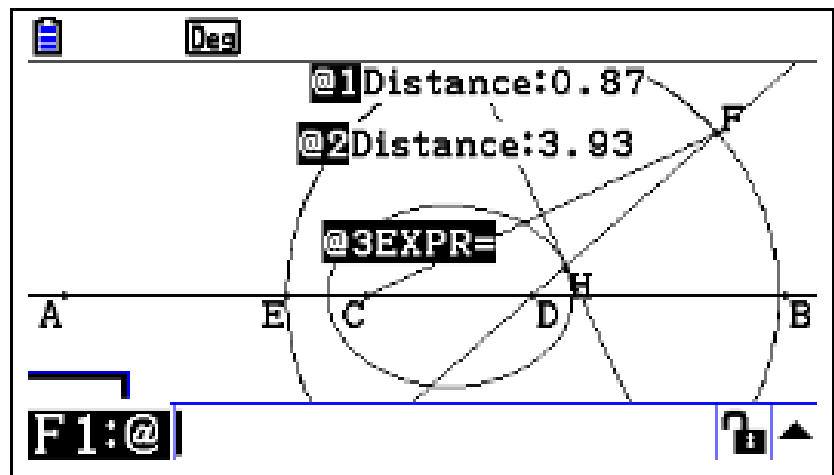 Deg
@1Distance:0.87
@2Distance:3.93
F
@3EXPR=
H
A E C D B
F1:@